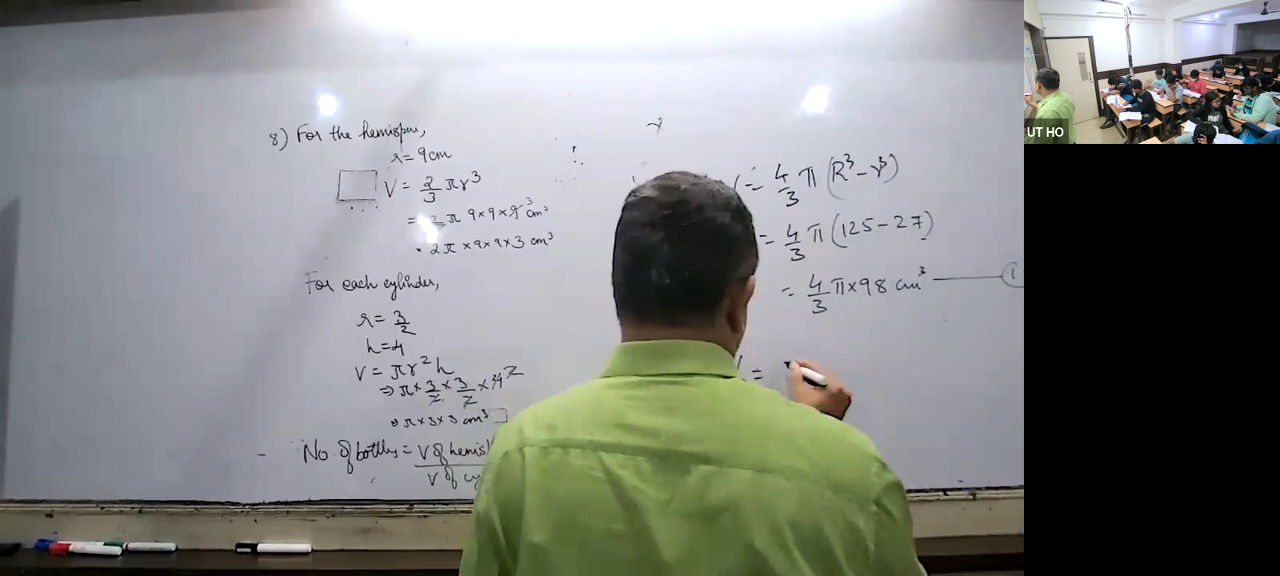 8) For the hemisphere,
r = 9cm
V = 2/3 πr³
= 2/3 π 9×9×9³ cm²
2π × 9×9×3 cm³
For each cylinder,
r = 3/2
h = 4
V = πr²h
⇒ π × 3/2 × 3/2 × 4
⇒ π × 3×3 cm³
No of bottles = V of hemis
V of cy
= 4/3 π (R³ − r³)
= 4/3 π (125 − 27)
= 4/3 π × 98 cm³ —— 1
=
UT HO